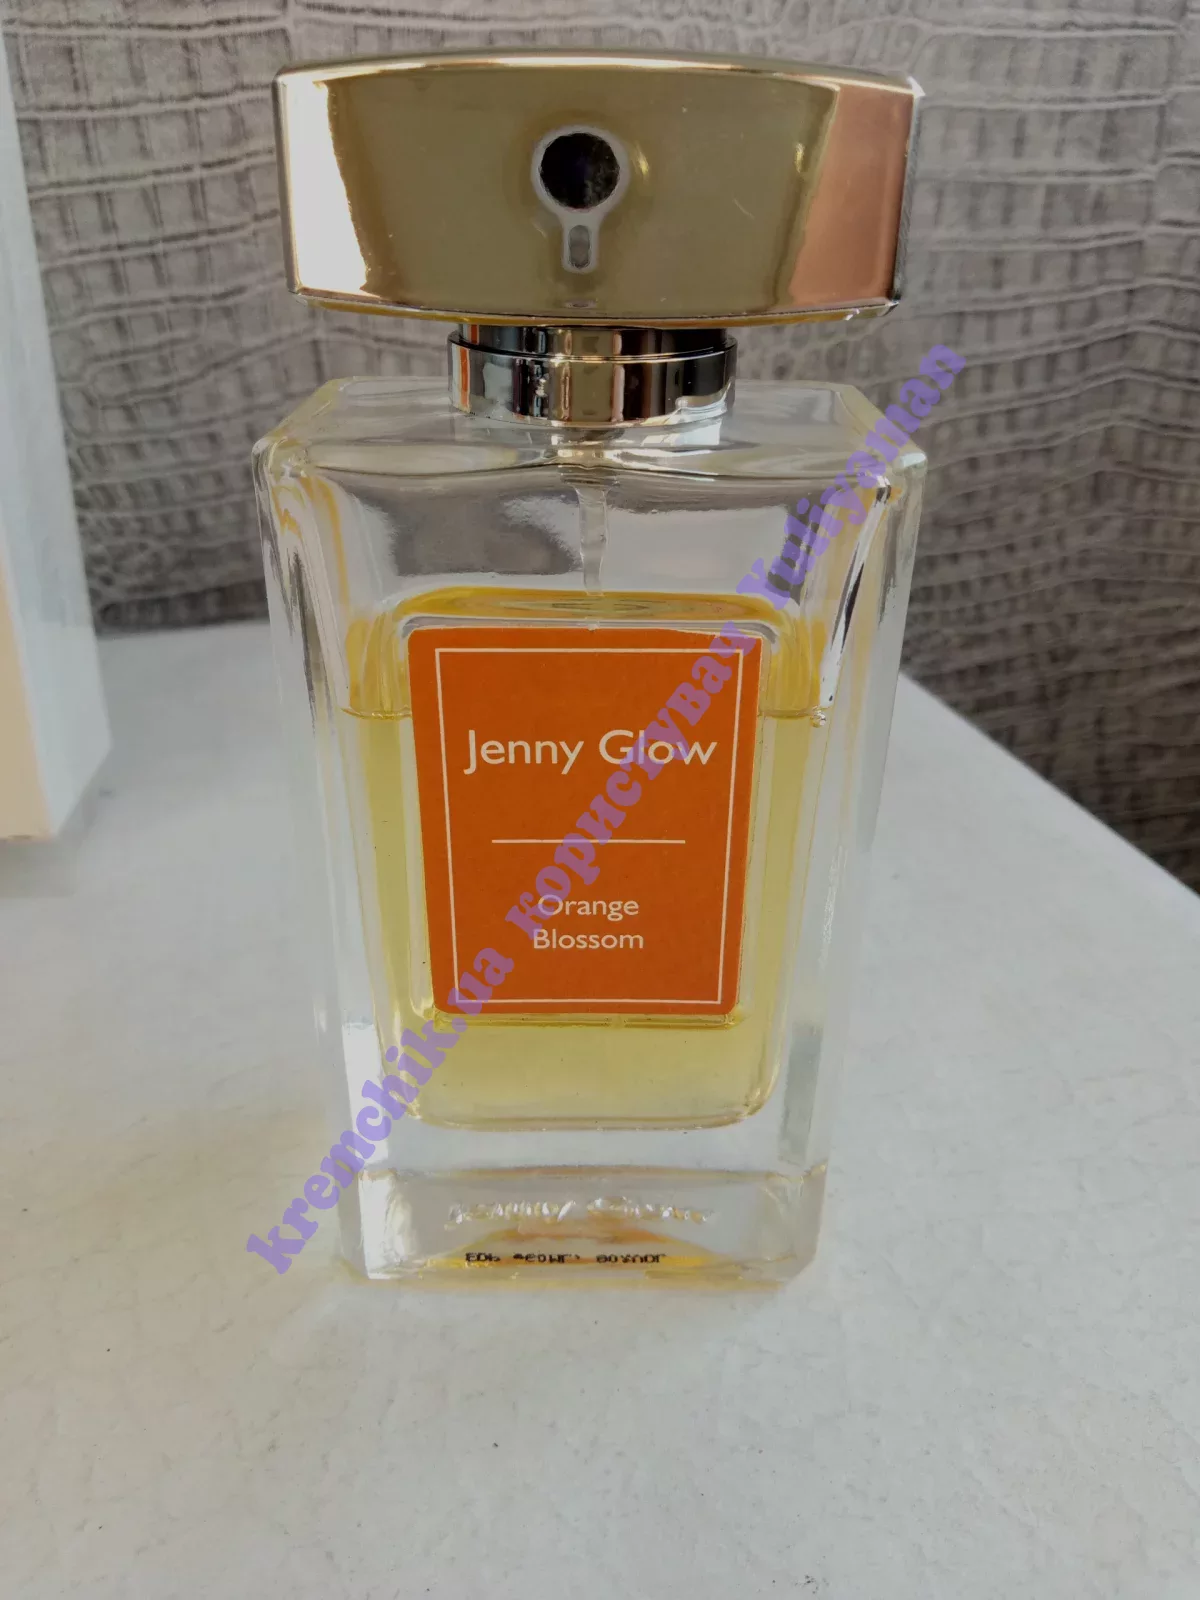 Jenny Glow
Orange
Blossom
kremchik.ua користувач Yuliyaman